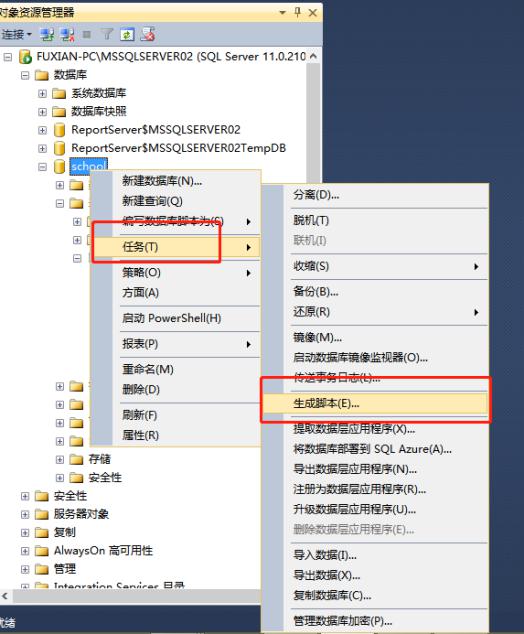 对象资源管理器
连接
FUXIAN-PC\MSSQLSERVER02 (SQL Server 11.0.210
数据库
系统数据库
数据库快照
ReportServer$MSSQLSERVER02
ReportServer$MSSQLSERVER02TempDB
school
新建数据库(N)...
新建查询(Q)
编写数据库脚本为(S)
任务(T)
策略(O)
方面(A)
启动 PowerShell(H)
报表(P)
重命名(M)
删除(D)
刷新(F)
属性(R)
分离(D)...
脱机(T)
联机(I)
收缩(S)
备份(B)...
还原(R)
镜像(M)...
启动数据库镜像监视器(O)...
传送事务日志(L)...
生成脚本(E)...
提取数据层应用程序(X)...
将数据库部署到 SQL Azure(A)...
导出数据层应用程序(N)...
注册为数据层应用程序(R)...
升级数据层应用程序(U)...
删除数据层应用程序(E)...
导入数据(I)...
导出数据(X)...
复制数据库(C)...
管理数据库加密(P)...
存储
安全性
安全性
服务器对象
复制
AlwaysOn 高可用性
管理
Integration Services 目录
就绪